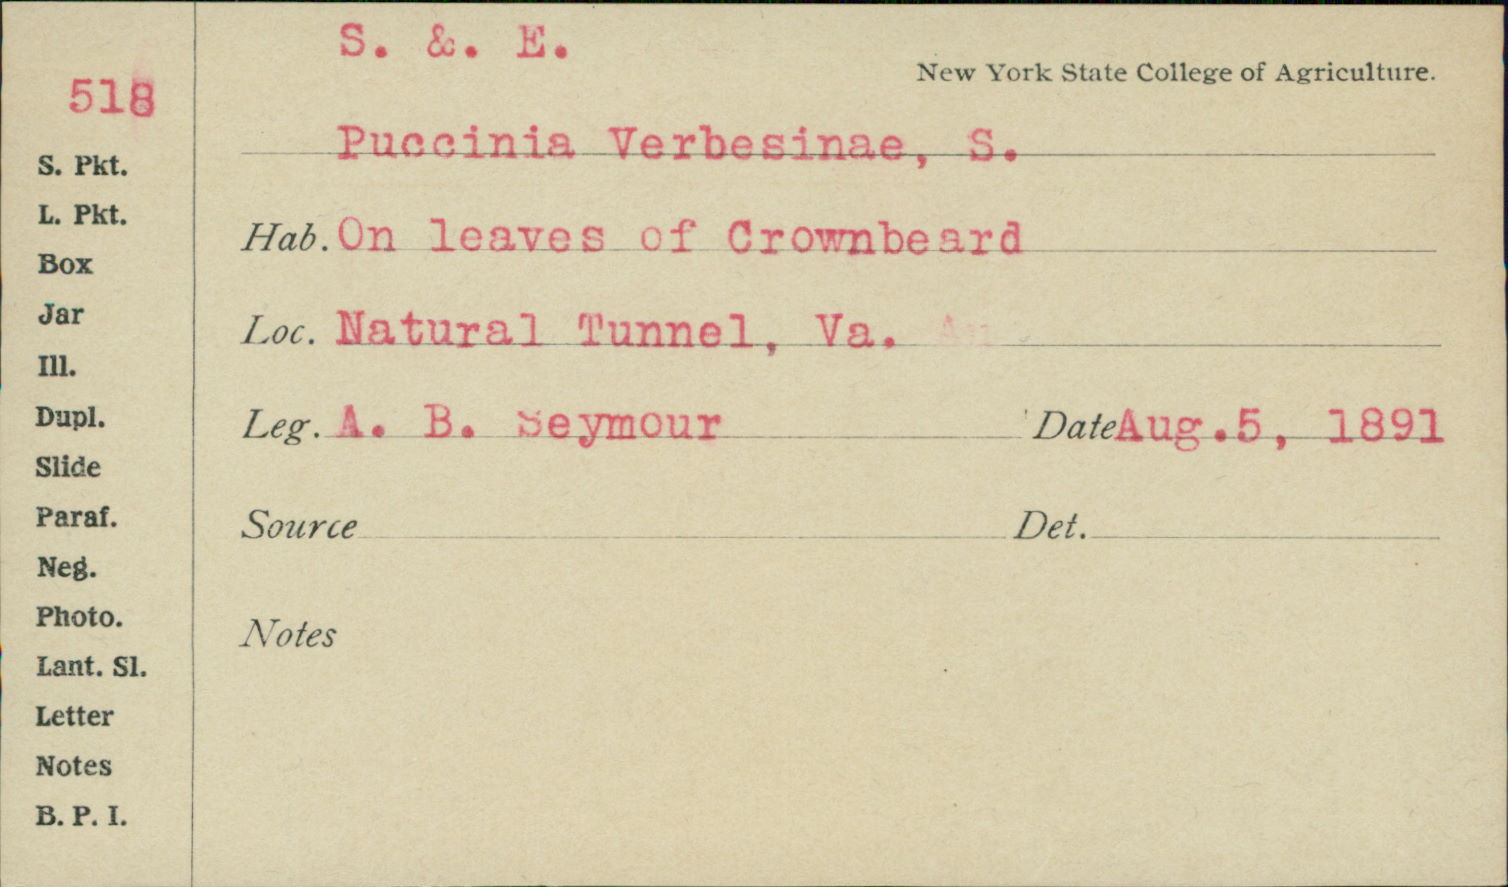 S. &. E.
New York State College of Agriculture.
518
Puccinia Verbesinae, S.
Hab. On leaves of Crownbeard
Loc. Natural Tunnel, Va.
Leg. A. B. Seymour Date Aug.5, 1891
Source Det.
Notes
S. Pkt.
L. Pkt.
Box
Jar
Ill.
Dupl.
Slide
Paraf.
Neg.
Photo.
Lant. Sl.
Letter
Notes
B. P. I.